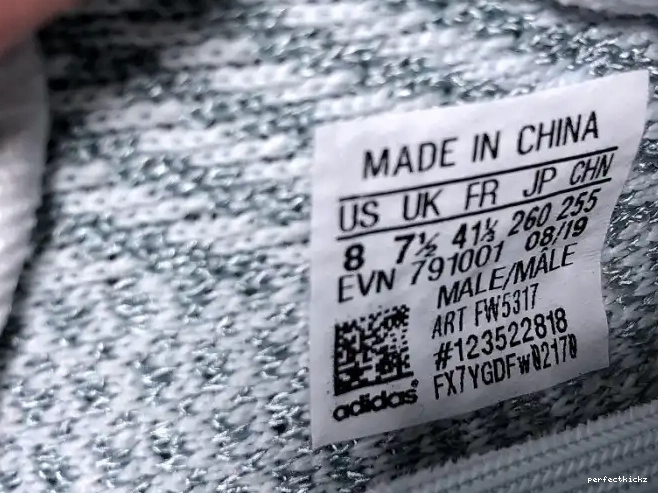 MADE IN CHINA
US UK FR JP CHN
8 7½ 41⅓ 260 255
EVN 791001 08/19
MALE/MALE
ART FW5317
#123522818
FX7YGDFW02170
adidas®
perfectkickz